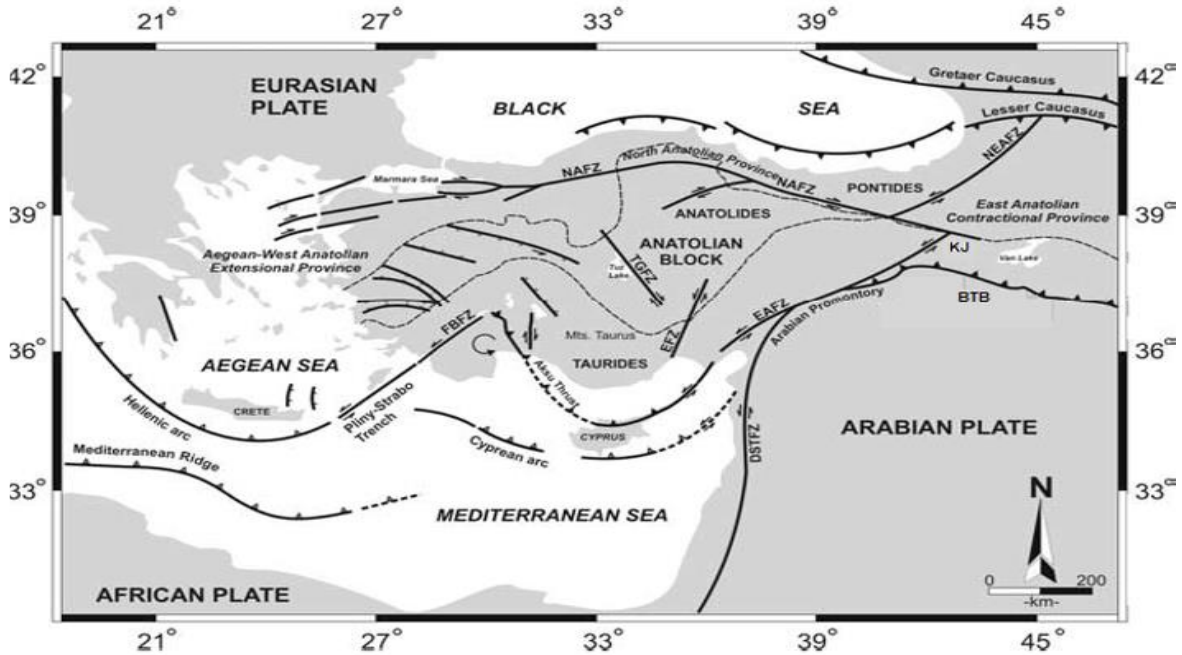 21° 27° 33° 39° 45°
42° 42°
EURASIAN
PLATE
BLACK SEA
Gretaer Caucasus
Lesser Caucasus
NEAFZ
Marmara Sea
NAFZ
North Anatolian Province
NAFZ
PONTIDES
39° 39°
ANATOLIDES
East Anatolian
Contractional Province
Aegean-West Anatolian
Extensional Province
ANATOLIAN
BLOCK
KJ
Van Lake
Tuz
Lake
TGFZ
BTB
EAFZ
Arabian Promontory
FBFZ
Mts. Taurus
EFZ
36° 36°
AEGEAN SEA
TAURIDES
Aksu Thrust
CRETE
Hellenic arc
Pliny-Strabo
Trench
CYPRUS
Cyprean arc
ARABIAN PLATE
DSTFZ
Mediterranean Ridge
33° 33°
MEDITERRANEAN SEA
N
AFRICAN PLATE
0 200
-km-
21° 27° 33° 39° 45°